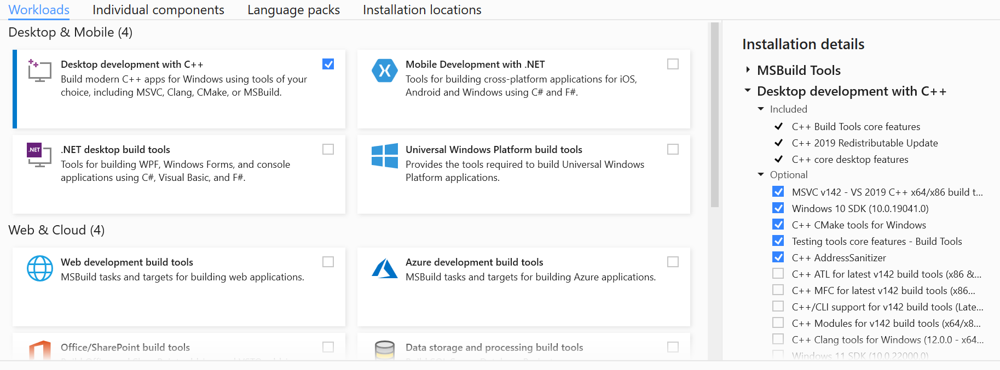 Workloads
Individual components
Language packs
Installation locations
Desktop & Mobile (4)
Desktop development with C++
Build modern C++ apps for Windows using tools of your
choice, including MSVC, Clang, CMake, or MSBuild.
Mobile Development with .NET
Tools for building cross-platform applications for iOS,
Android and Windows using C# and F#.
.NET
.NET desktop build tools
Tools for building WPF, Windows Forms, and console
applications using C#, Visual Basic, and F#.
Universal Windows Platform build tools
Provides the tools required to build Universal Windows
Platform applications.
Web & Cloud (4)
Web development build tools
MSBuild tasks and targets for building web applications.
Azure development build tools
MSBuild tasks and targets for building Azure applications.
Office/SharePoint build tools
Data storage and processing build tools
Installation details
MSBuild Tools
Desktop development with C++
Included
C++ Build Tools core features
C++ 2019 Redistributable Update
C++ core desktop features
Optional
MSVC v142 - VS 2019 C++ x64/x86 build t...
Windows 10 SDK (10.0.19041.0)
C++ CMake tools for Windows
Testing tools core features - Build Tools
C++ AddressSanitizer
C++ ATL for latest v142 build tools (x86 &...
C++ MFC for latest v142 build tools (x86...
C++/CLI support for v142 build tools (Late...
C++ Modules for v142 build tools (x64/x8...
C++ Clang tools for Windows (12.0.0 - x64...
Windows 11 SDK (10.0.22000.0)